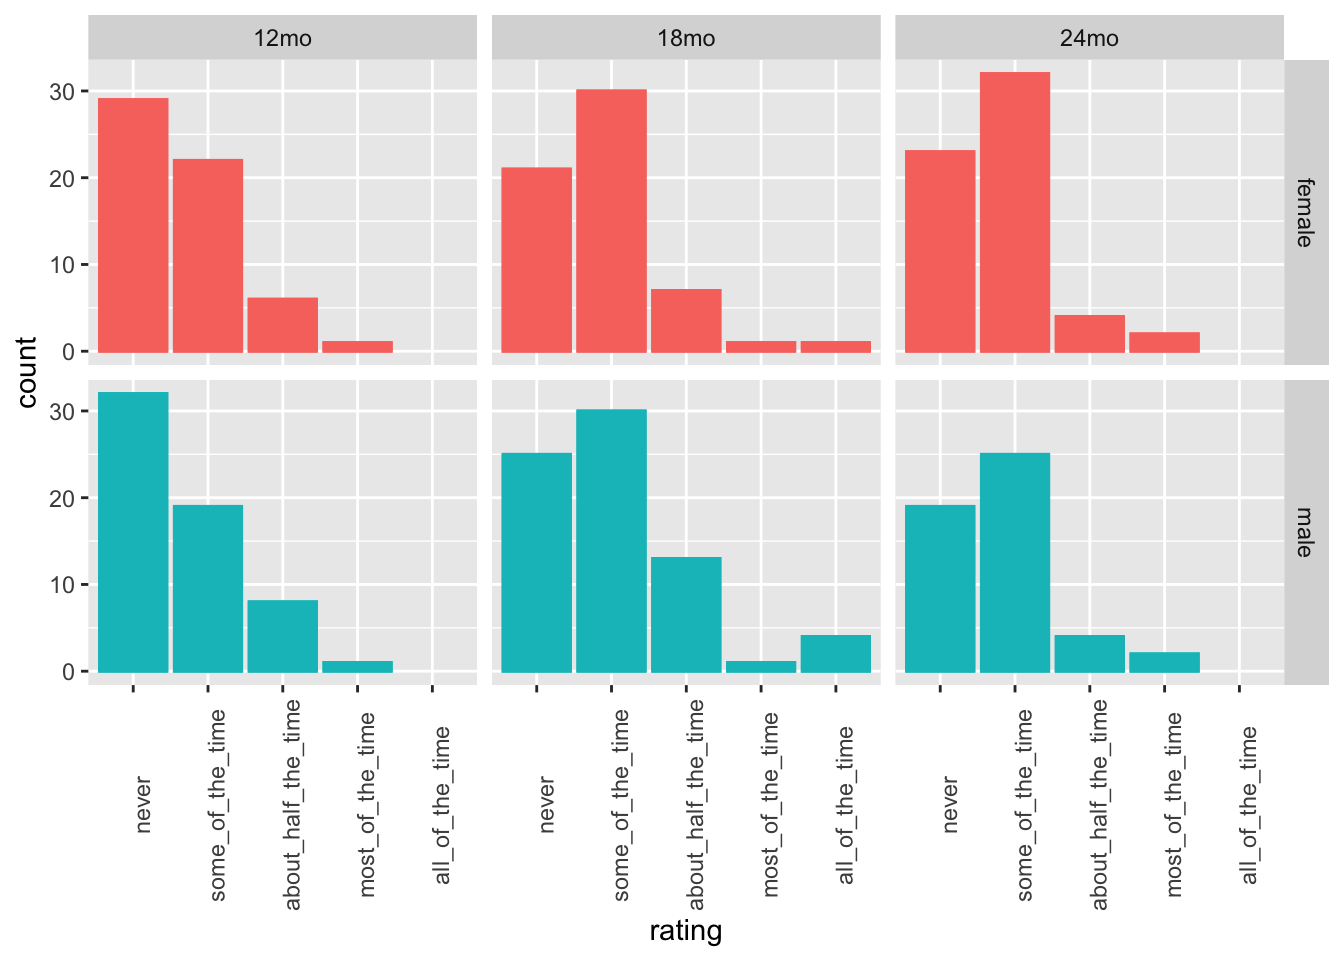 12mo
18mo
24mo
30
20
10
0
female
count
30
20
10
0
male
never
some_of_the_time
about_half_the_time
most_of_the_time
all_of_the_time
never
some_of_the_time
about_half_the_time
most_of_the_time
all_of_the_time
never
some_of_the_time
about_half_the_time
most_of_the_time
all_of_the_time
rating